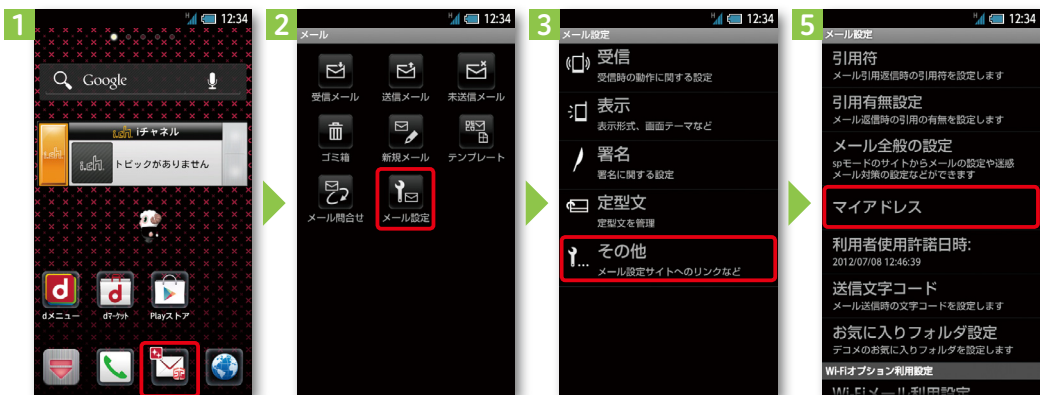 1
12:34
Google
i.ch iチャネル
i.ch
i.ch
トピックがありません
d
d
dメニュー
dマーケット
Playストア
2
12:34
メール
受信メール
送信メール
未送信メール
ゴミ箱
新規メール
テンプレート
メール問合せ
メール設定
3
12:34
メール設定
受信
受信時の動作に関する設定
表示
表示形式、画面テーマなど
署名
署名に関する設定
定型文
定型文を管理
その他
メール設定サイトへのリンクなど
5
12:34
メール設定
引用符
メール引用返信時の引用符を設定します
引用有無設定
メール返信時の引用の有無を設定します
メール全般の設定
spモードのサイトからメールの設定や迷惑
メール対策の設定などができます
マイアドレス
利用者使用許諾日時:
2012/07/08 12:46:39
送信文字コード
メール送信時の文字コードを設定します
お気に入りフォルダ設定
デコメのお気に入りフォルダを設定します
Wi-Fiオプション利用設定
Wi-Fiメール利用設定